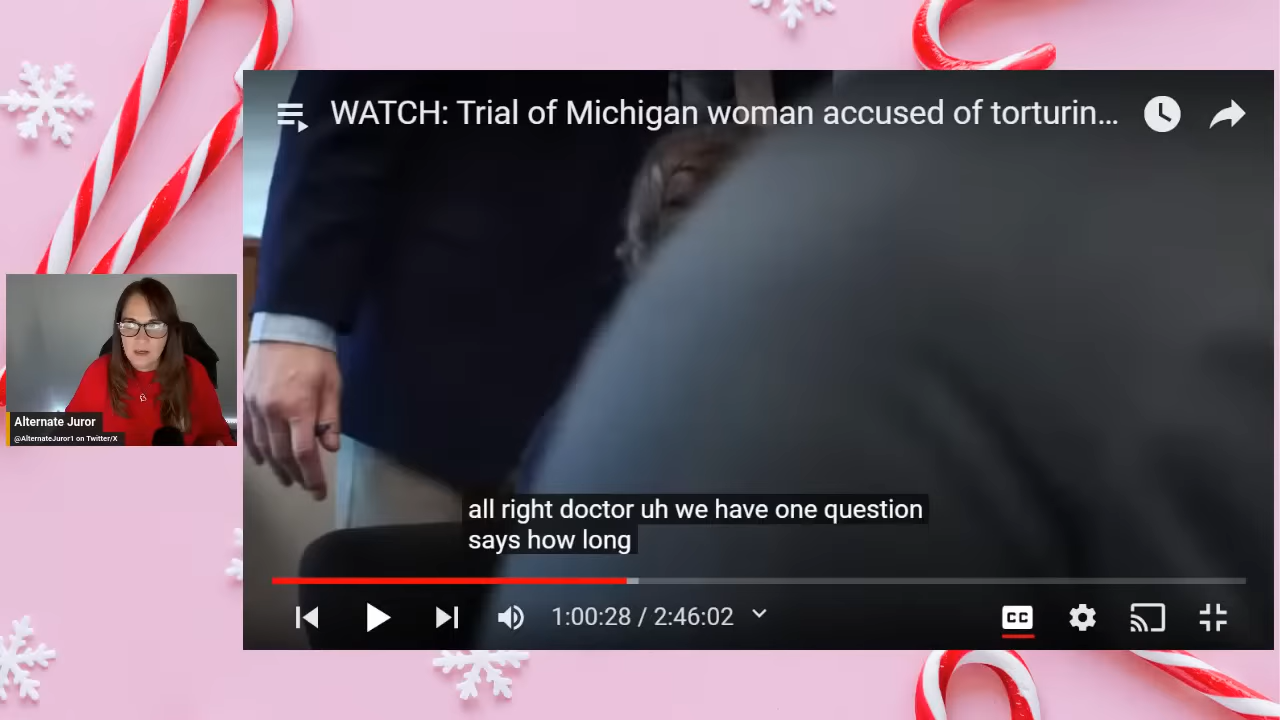 WATCH: Trial of Michigan woman accused of torturin...
Alternate Juror
@AlternateJuror1 on Twitter/X
all right doctor uh we have one question
says how long
1:00:28 / 2:46:02
CC